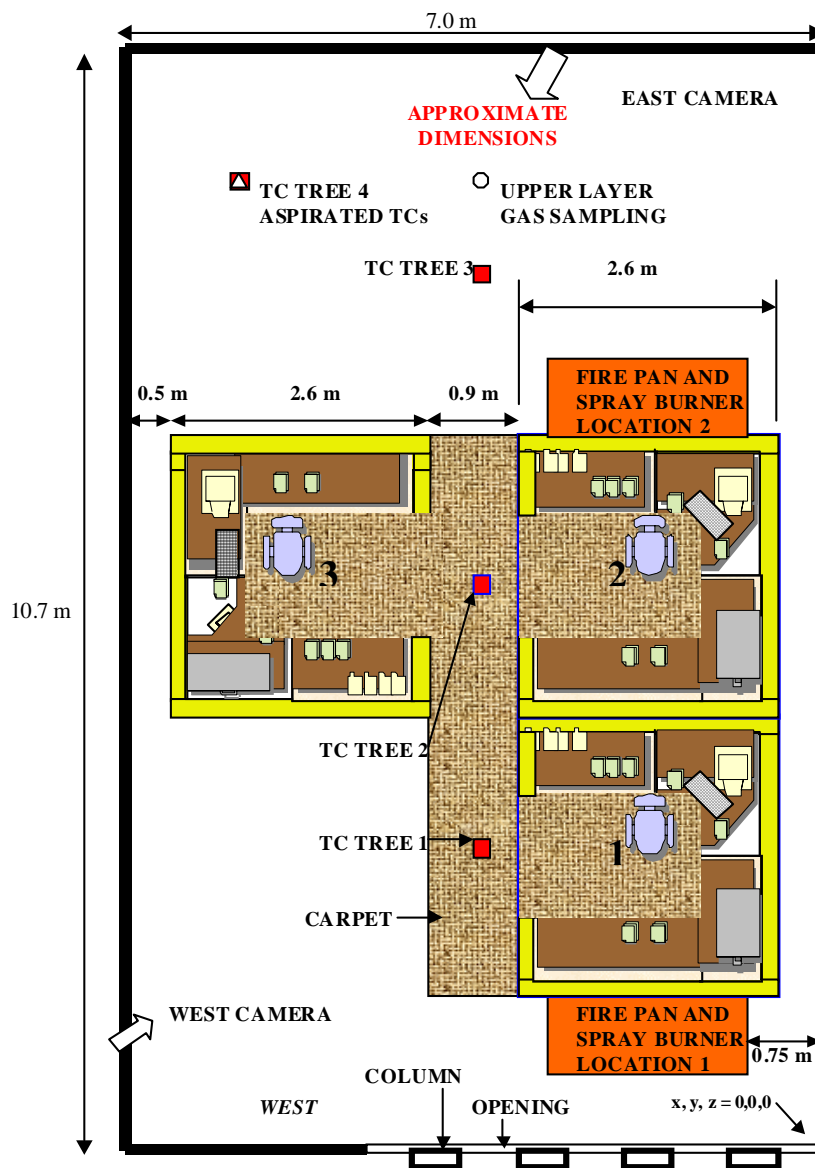 7.0 m
EAST CAMERA
APPROXIMATE
DIMENSIONS
TC TREE 4
ASPIRATED TCs
UPPER LAYER
GAS SAMPLING
TC TREE 3
2.6 m
0.5 m
2.6 m
0.9 m
FIRE PAN AND
SPRAY BURNER
LOCATION 2
3
2
10.7 m
TC TREE 2
TC TREE 1
1
CARPET
WEST CAMERA
FIRE PAN AND
SPRAY BURNER
LOCATION 1
0.75 m
COLUMN
WEST
OPENING
x, y, z = 0,0,0